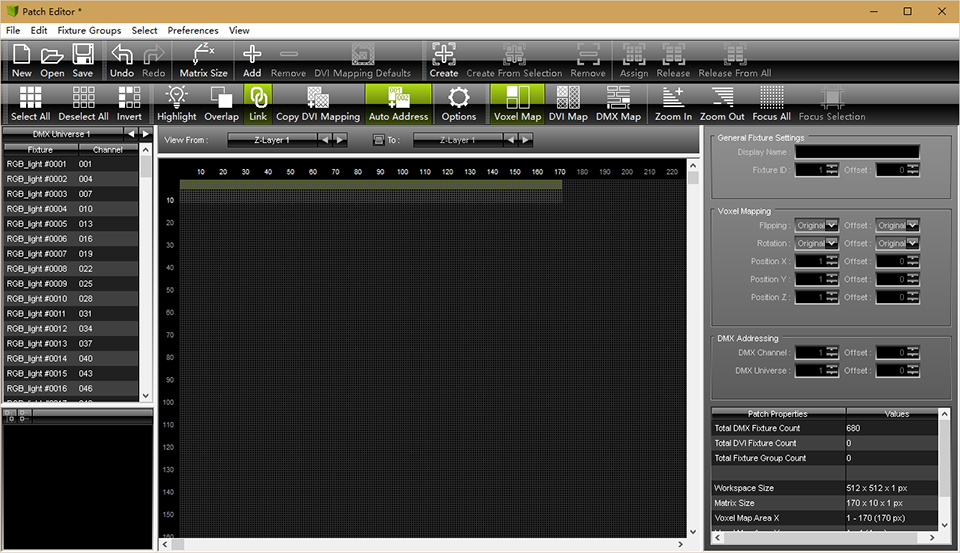 Patch Editor *
File Edit Fixture Groups Select Preferences View
New Open Save Undo Redo Matrix Size Add Remove DVI Mapping Defaults Create Create From Selection Remove Assign Release Release From All
Select All Deselect All Invert Highlight Overlap Link Copy DVI Mapping Auto Address Options Voxel Map DVI Map DMX Map Zoom In Zoom Out Focus All Focus Selection
DMX Universe 1
Fixture Channel
RGB_light #0001 001
RGB_light #0002 004
RGB_light #0003 007
RGB_light #0004 010
RGB_light #0005 013
RGB_light #0006 016
RGB_light #0007 019
RGB_light #0008 022
RGB_light #0009 025
RGB_light #0010 028
RGB_light #0011 031
RGB_light #0012 034
RGB_light #0013 037
RGB_light #0014 040
RGB_light #0015 043
RGB_light #0016 046
View From : Z-Layer 1 To : Z-Layer 1
10 20 30 40 50 60 70 80 90 100 110 120 130 140 150 160 170 180 190 200 210 220
10
20
30
40
50
60
70
80
90
100
110
120
130
140
150
160
General Fixture Settings
Display Name :
Fixture ID : 1 Offset : 0
Voxel Mapping
Flipping : Original Offset : Original
Rotation : Original Offset : Original
Position X : 1 Offset : 0
Position Y : 1 Offset : 0
Position Z : 1 Offset : 0
DMX Addressing
DMX Channel : 1 Offset : 0
DMX Universe : 1 Offset : 0
Patch Properties Values
Total DMX Fixture Count 680
Total DVI Fixture Count 0
Total Fixture Group Count 0
Workspace Size 512 x 512 x 1 px
Matrix Size 170 x 10 x 1 px
Voxel Map Area X 1 - 170 (170 px)